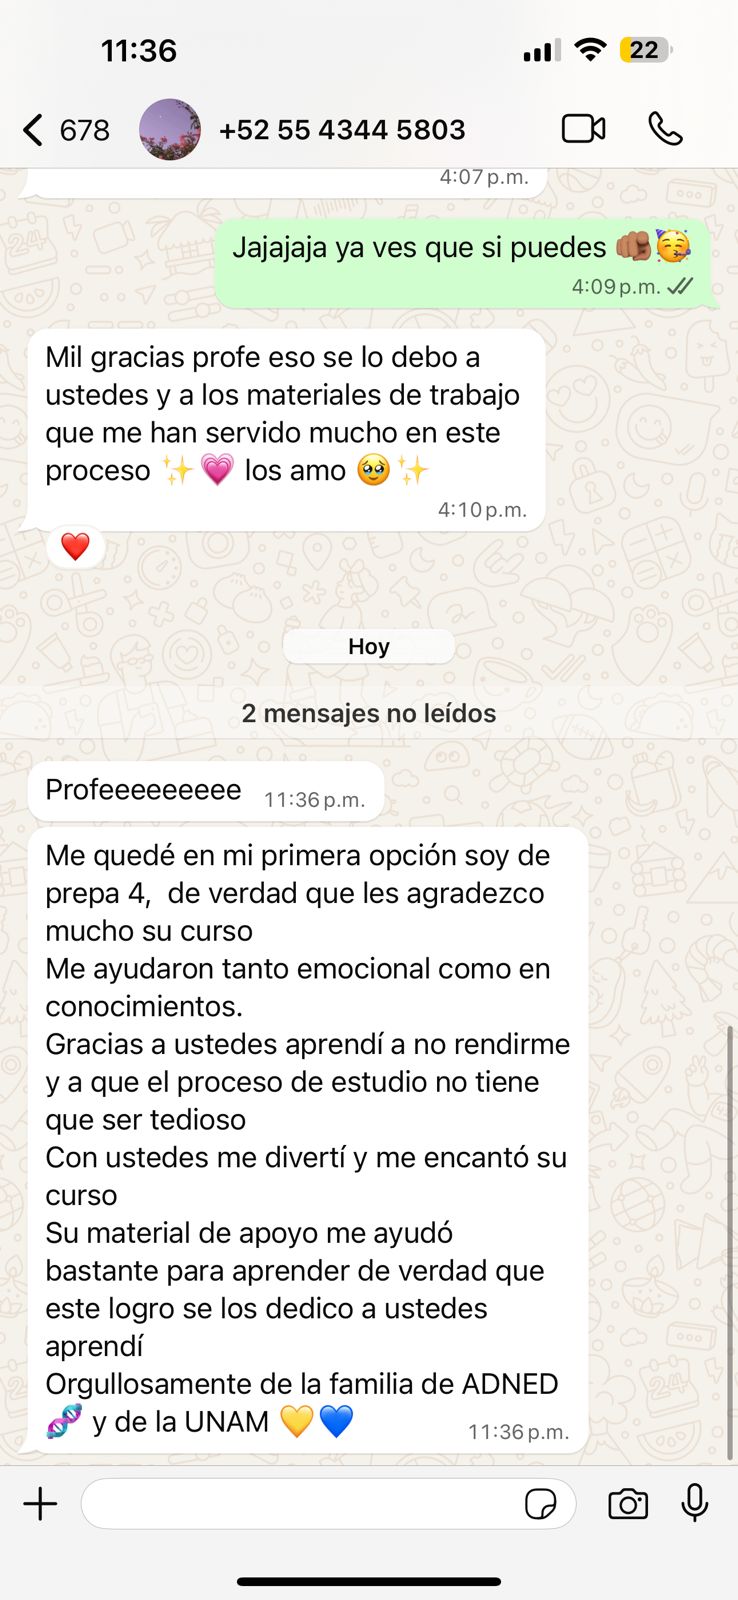 11:36
22
678
+52 55 4344 5803
4:07 p.m.
Jajajaja ya ves que si puedes 🫵🏾🥳
4:09 p.m.
Mil gracias profe eso se lo debo a
ustedes y a los materiales de trabajo
que me han servido mucho en este
proceso ✨💗 los amo 🥹✨
4:10 p.m.
❤️
Hoy
2 mensajes no leídos
Profeeeeeeeee 11:36 p.m.
Me quedé en mi primera opción soy de
prepa 4,  de verdad que les agradezco
mucho su curso
Me ayudaron tanto emocional como en
conocimientos.
Gracias a ustedes aprendí a no rendirme
y a que el proceso de estudio no tiene
que ser tedioso
Con ustedes me divertí y me encantó su
curso
Su material de apoyo me ayudó
bastante para aprender de verdad que
este logro se los dedico a ustedes
aprendí
Orgullosamente de la familia de ADNED
🧬 y de la UNAM 💛💙
11:36 p.m.